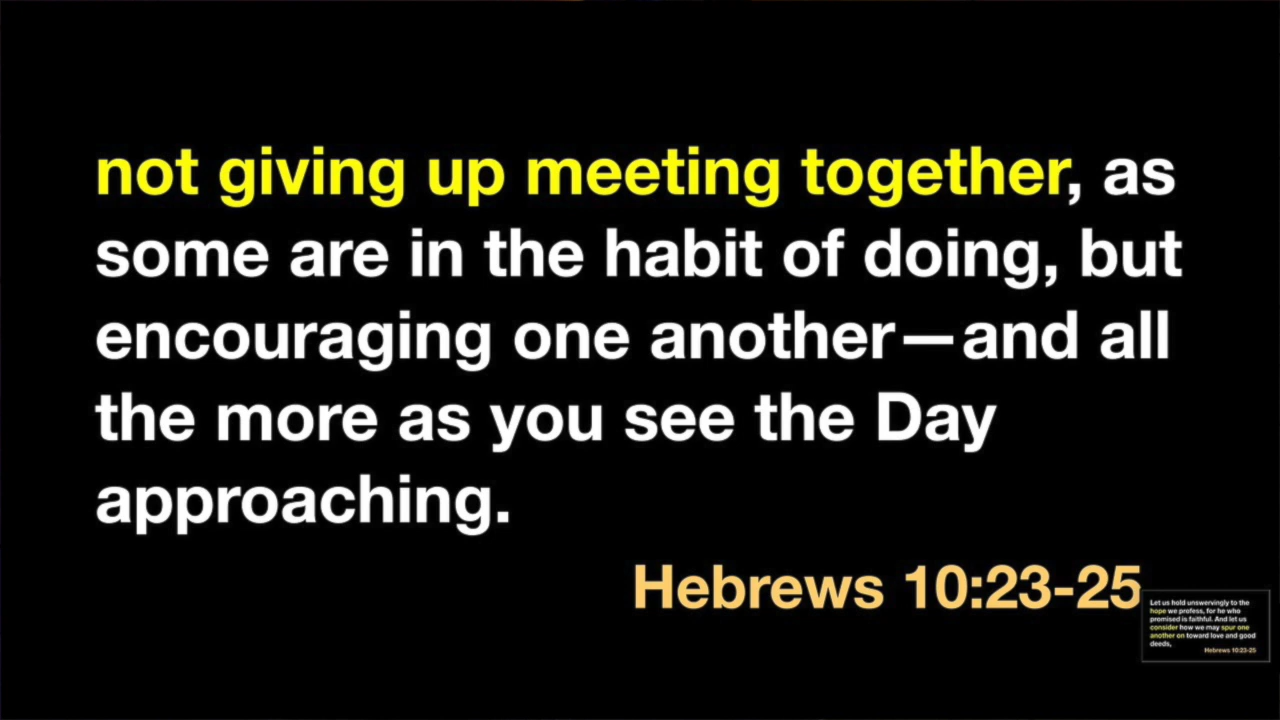 not giving up meeting together, as
some are in the habit of doing, but
encouraging one another—and all
the more as you see the Day
approaching.
Hebrews 10:23-25
Let us hold unswervingly to the
hope we profess, for he who
promised is faithful. And let us
consider how we may spur one
another on toward love and good
deeds,
Hebrews 10:23-25